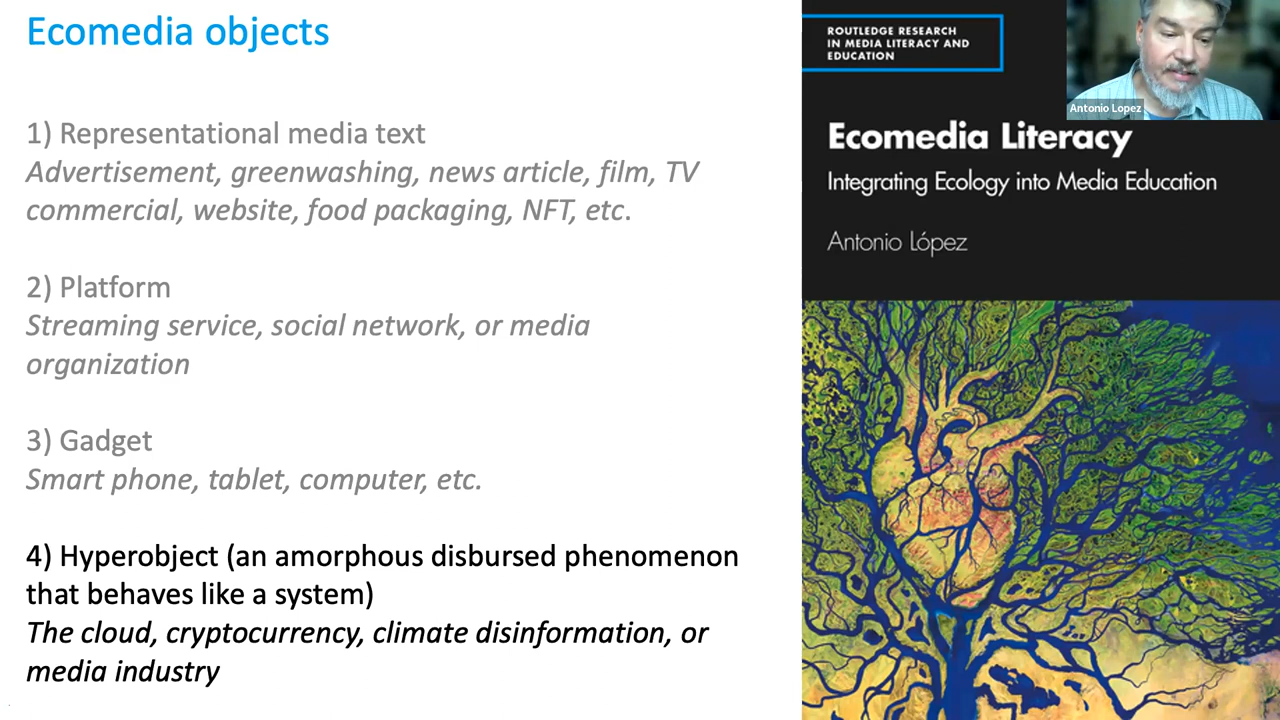 Ecomedia objects
1) Representational media text
Advertisement, greenwashing, news article, film, TV
commercial, website, food packaging, NFT, etc.
2) Platform
Streaming service, social network, or media
organization
3) Gadget
Smart phone, tablet, computer, etc.
4) Hyperobject (an amorphous disbursed phenomenon
that behaves like a system)
The cloud, cryptocurrency, climate disinformation, or
media industry
ROUTLEDGE RESEARCH
IN MEDIA LITERACY AND
EDUCATION
Antonio Lopez
Ecomedia Literacy
Integrating Ecology into Media Education
Antonio López